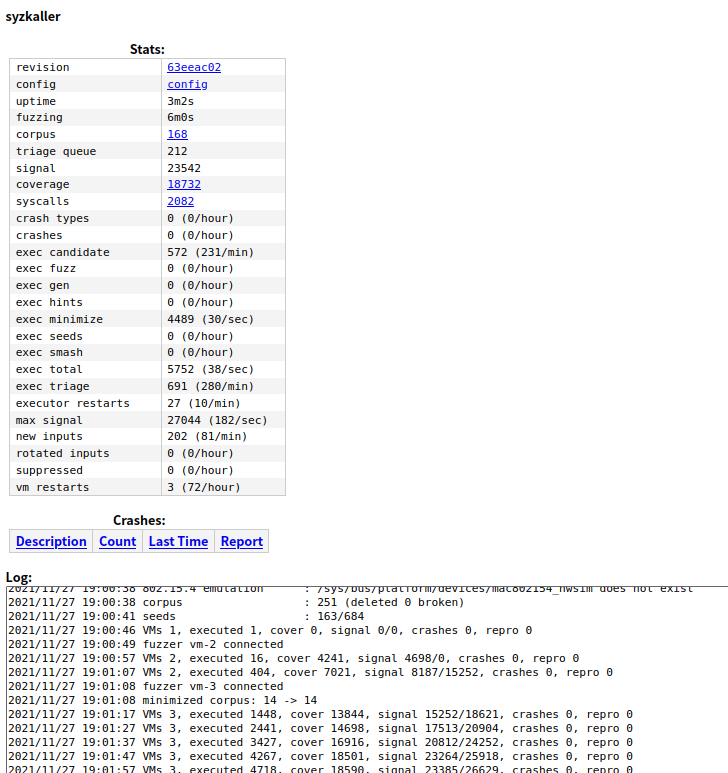 syzkaller
Stats:
revision 63eeac02
config config
uptime 3m2s
fuzzing 6m0s
corpus 168
triage queue 212
signal 23542
coverage 18732
syscalls 2082
crash types 0 (0/hour)
crashes 0 (0/hour)
exec candidate 572 (231/min)
exec fuzz 0 (0/hour)
exec gen 0 (0/hour)
exec hints 0 (0/hour)
exec minimize 4489 (30/sec)
exec seeds 0 (0/hour)
exec smash 0 (0/hour)
exec total 5752 (38/sec)
exec triage 691 (280/min)
executor restarts 27 (10/min)
max signal 27044 (182/sec)
new inputs 202 (81/min)
rotated inputs 0 (0/hour)
suppressed 0 (0/hour)
vm restarts 3 (72/hour)
Crashes:
Description Count Last Time Report
Log:
2021/11/27 19:00:38 802.15.4 emulation : /sys/bus/platform/devices/mac802154_hwsim does not exist
2021/11/27 19:00:38 corpus : 251 (deleted 0 broken)
2021/11/27 19:00:41 seeds : 163/684
2021/11/27 19:00:46 VMs 1, executed 1, cover 0, signal 0/0, crashes 0, repro 0
2021/11/27 19:00:49 fuzzer vm-2 connected
2021/11/27 19:00:57 VMs 2, executed 16, cover 4241, signal 4698/0, crashes 0, repro 0
2021/11/27 19:01:07 VMs 2, executed 404, cover 7021, signal 8187/15252, crashes 0, repro 0
2021/11/27 19:01:08 fuzzer vm-3 connected
2021/11/27 19:01:08 minimized corpus: 14 -> 14
2021/11/27 19:01:17 VMs 3, executed 1448, cover 13844, signal 15252/18621, crashes 0, repro 0
2021/11/27 19:01:27 VMs 3, executed 2441, cover 14698, signal 17513/20904, crashes 0, repro 0
2021/11/27 19:01:37 VMs 3, executed 3427, cover 16916, signal 20812/24252, crashes 0, repro 0
2021/11/27 19:01:47 VMs 3, executed 4267, cover 18501, signal 23264/25918, crashes 0, repro 0
2021/11/27 19:01:57 VMs 3, executed 4718, cover 18590, signal 23385/26629, crashes 0, repro 0